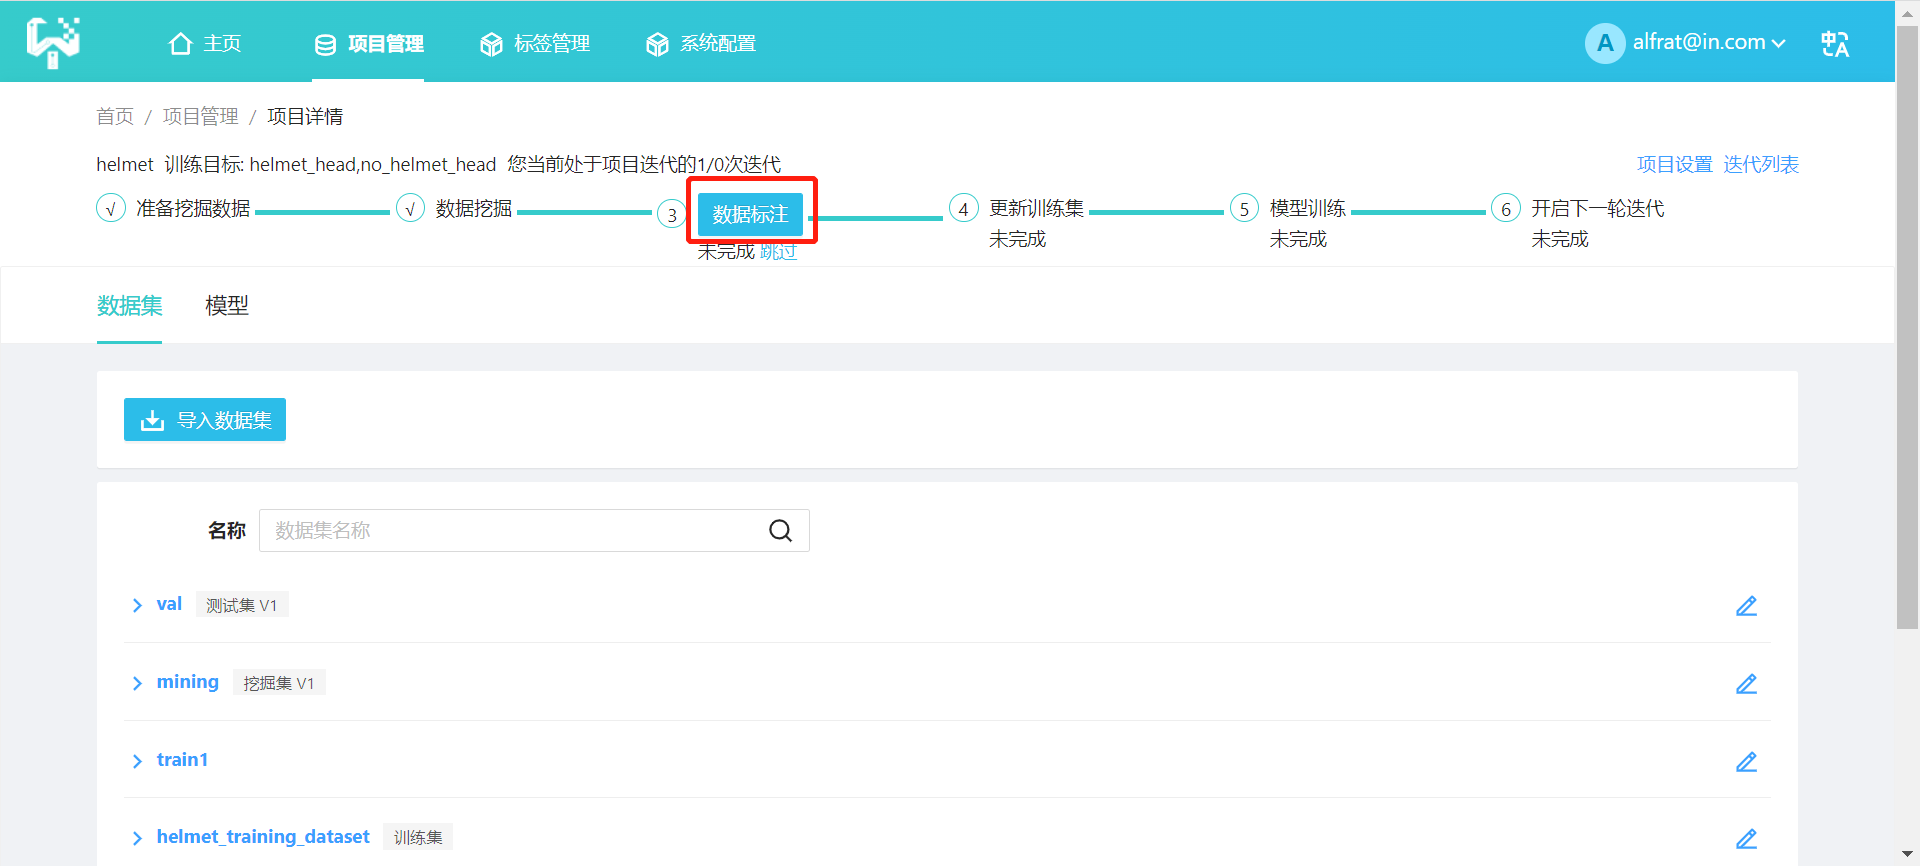 主页 项目管理 标签管理 系统配置 A alfrat@in.com 中A
首页 / 项目管理 / 项目详情
helmet 训练目标: helmet_head,no_helmet_head 您当前处于项目迭代的1/0次迭代 项目设置 迭代列表
√ 准备挖掘数据 √ 数据挖掘 3 数据标注 4 更新训练集 5 模型训练 6 开启下一轮迭代
未完成 跳过 未完成 未完成 未完成
数据集 模型
导入数据集
名称 数据集名称
val 测试集 V1
mining 挖掘集 V1
train1
helmet_training_dataset 训练集